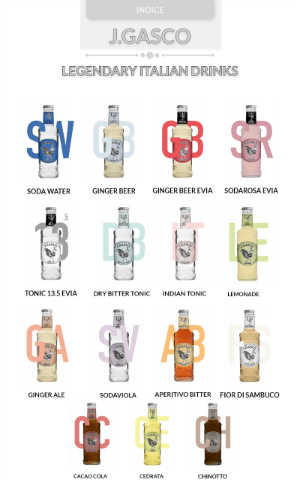 INDICE
J.GASCO
LEGENDARY ITALIAN DRINKS
SW GB GB SR
SODA WATER GINGER BEER GINGER BEER EVIA SODAROSA EVIA
13.5 DB IT LE
TONIC 13.5 EVIA DRY BITTER TONIC INDIAN TONIC LEMONADE
GA SV AB FS
GINGER ALE SODAVIOLA APERITIVO BITTER FIOR DI SAMBUCO
CC CE CH
CACAO COLA CEDRATA CHINOTTO